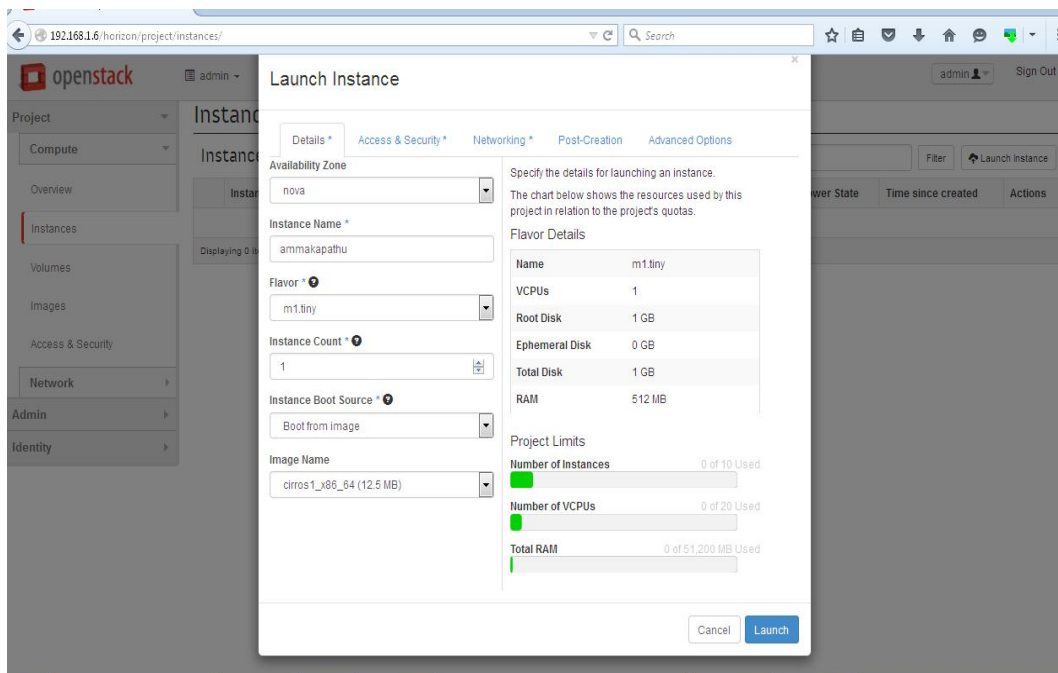 192.168.1.6/horizon/project/instances/
Search
openstack
admin
admin
Sign Out
Project
Compute
Overview
Instances
Volumes
Images
Access & Security
Network
Admin
Identity
Filter
Launch Instance
State
Time since created
Actions
Displaying 0
Launch Instance
x
Details *
Access & Security *
Networking *
Post-Creation
Advanced Options
Availability Zone
nova
Instance Name *
ammakapathu
Flavor *
m1.tiny
Instance Count *
1
Instance Boot Source *
Boot from image
Image Name
cirros1_x86_64 (12.5 MB)
Specify the details for launching an instance.
The chart below shows the resources used by this
project in relation to the project's quotas.
Flavor Details
Name m1.tiny
VCPUs 1
Root Disk 1 GB
Ephemeral Disk 0 GB
Total Disk 1 GB
RAM 512 MB
Project Limits
Number of Instances 0 of 10 Used
Number of VCPUs 0 of 20 Used
Total RAM 0 of 51,200 MB Used
Cancel
Launch